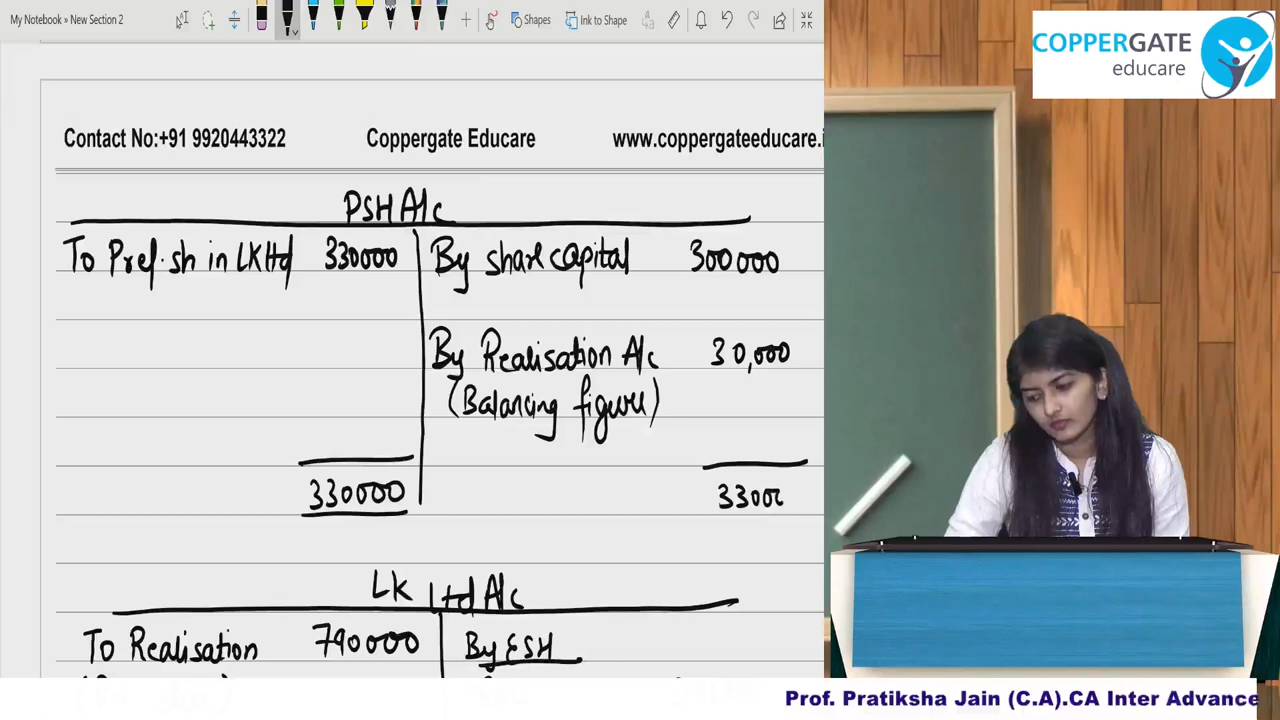 My Notebook » New Section 2
Shapes
Ink to Shape
COPPERGATE
educare
Contact No:+91 9920443322 Coppergate Educare www.coppergateeducare.i
PSH A/c
To Pref. sh in LK Ltd 330000 By share capital 300000
By Realisation A/c 30,000
(Balancing figure)
330000 33000
LK Ltd A/c
To Realisation 790000 By ESH
Prof. Pratiksha Jain (C.A).CA Inter Advance